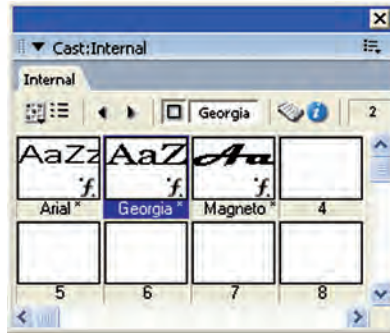 Cast:Internal
Internal
Georgia 2
AaZz AaZ Aa
f. f. f.
Arial* Georgia* Magneto* 4
5 6 7 8